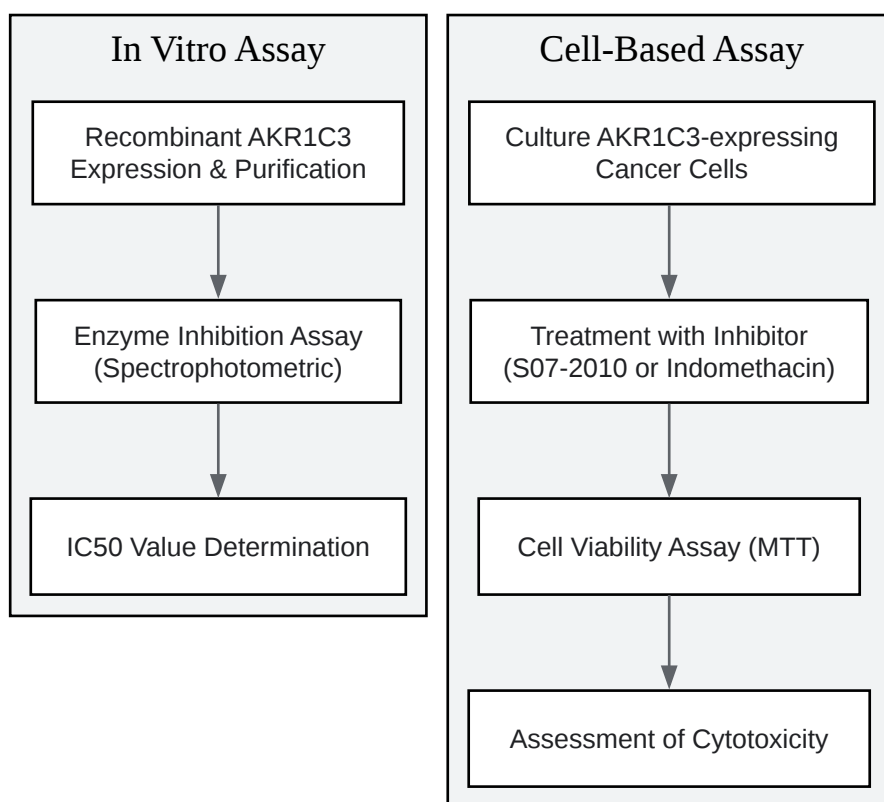 In Vitro Assay
Recombinant AKR1C3
Expression & Purification
Enzyme Inhibition Assay
(Spectrophotometric)
IC50 Value Determination
Cell-Based Assay
Culture AKR1C3-expressing
Cancer Cells
Treatment with Inhibitor
(S07-2010 or Indomethacin)
Cell Viability Assay (MTT)
Assessment of Cytotoxicity